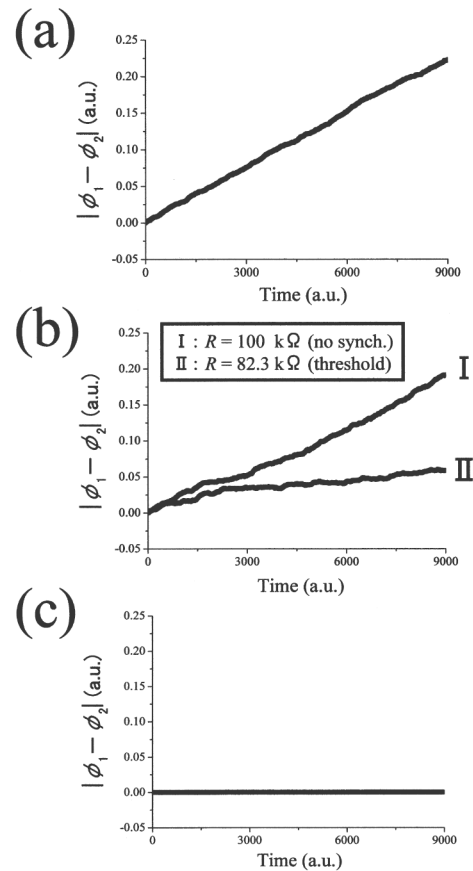 (a)
0.25
0.20
0.15
0.10
0.05
0.00
-0.05
|ϕ₁ − ϕ₂| (a.u.)
0 3000 6000 9000
Time (a.u.)
(b)
I : R = 100 kΩ (no synch.)
II : R = 82.3 kΩ (threshold)
0.25
0.20
0.15
0.10
0.05
0.00
-0.05
|ϕ₁ − ϕ₂| (a.u.)
I
II
0 3000 6000 9000
Time (a.u.)
(c)
0.25
0.20
0.15
0.10
0.05
0.00
-0.05
|ϕ₁ − ϕ₂| (a.u.)
0 3000 6000 9000
Time (a.u.)